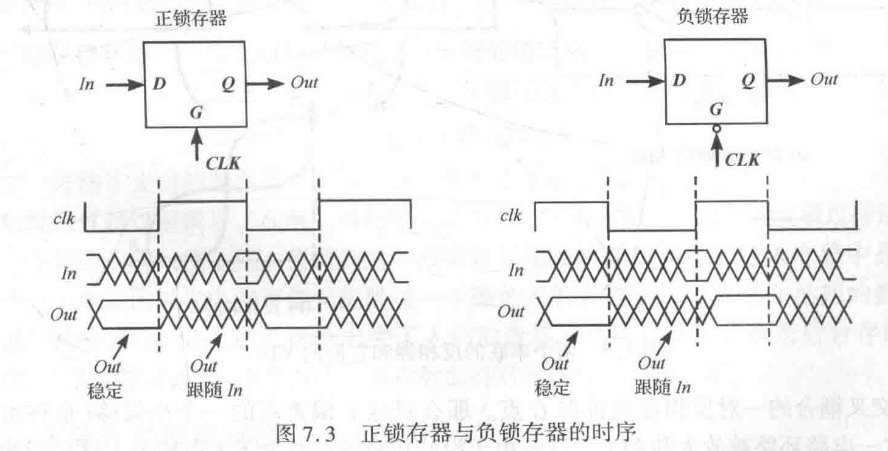 正锁存器
负锁存器
In D Q Out
G
CLK
In D Q Out
G
CLK
clk
In
Out
Out
稳定
Out
跟随 In
clk
In
Out
Out
稳定
Out
跟随 In
图 7.3 正锁存器与负锁存器的时序